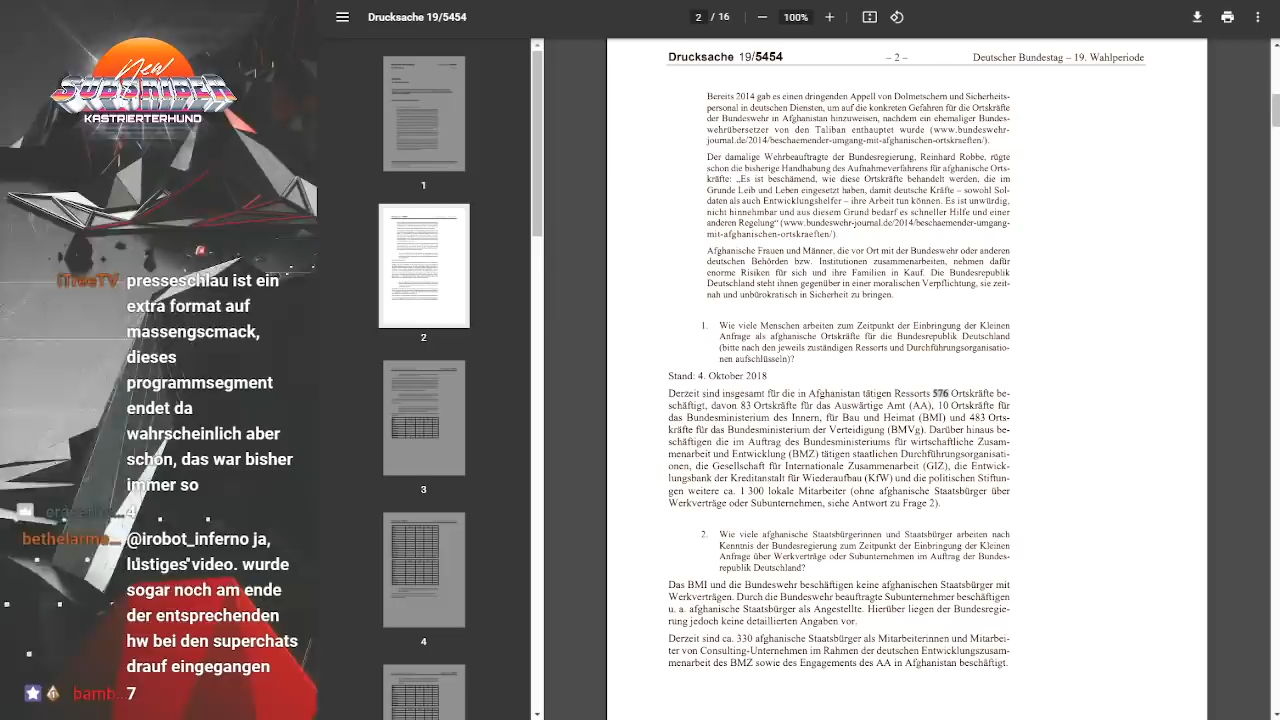 New
SUBURBIA
KASTRIERTERHUND
iTreeTV presseschlau ist ein
extra format auf
massengscmack,
dieses
programmsegment
endet da
wahrscheinlich aber
schon, das war bisher
immer so
4
bethelarme... @irobot_inferno ja,
lustiges video. wurde
sogar noch am ende
der entsprechenden
hw bei den superchats
drauf eingegangen
bamb... 7
Drucksache 19/5454
2 / 16
100%
1
2
3
4
Drucksache 19/5454
– 2 –
Deutscher Bundestag – 19. Wahlperiode
Bereits 2014 gab es einen dringenden Appell von Dolmetschern und Sicherheits-
personal in deutschen Diensten, um auf die konkreten Gefahren für die Ortskräfte
der Bundeswehr in Afghanistan hinzuweisen, nachdem ein ehemaliger Bundes-
wehrübersetzer von den Taliban enthauptet wurde (www.bundeswehr-
journal.de/2014/beschaemender-umgang-mit-afghanischen-ortskraeften/).
Der damalige Wehrbeauftragte der Bundesregierung, Reinhard Robbe, rügte
schon die bisherige Handhabung des Aufnahmeverfahrens für afghanische Orts-
kräfte: „Es ist beschämend, wie diese Ortskräfte behandelt werden, die im
Grunde Leib und Leben eingesetzt haben, damit deutsche Kräfte – sowohl Sol-
daten als auch Entwicklungshelfer – ihre Arbeit tun können. Es ist unwürdig,
nicht hinnehmbar und aus diesem Grund bedarf es schneller Hilfe und einer
anderen Regelung“ (www.bundeswehr-journal.de/2014/beschaemender-umgang-
mit-afghanischen-ortskraeften/).
Afghanische Frauen und Männer, die vor Ort mit der Bundeswehr oder anderen
deutschen Behörden bzw. Institutionen zusammenarbeiten, nehmen dafür
enorme Risiken für sich und ihre Familien in Kauf. Die Bundesrepublik
Deutschland steht ihnen gegenüber in einer moralischen Verpflichtung, sie zeit-
nah und unbürokratisch in Sicherheit zu bringen.
1. Wie viele Menschen arbeiten zum Zeitpunkt der Einbringung der Kleinen
Anfrage als afghanische Ortskräfte für die Bundesrepublik Deutschland
(bitte nach den jeweils zuständigen Ressorts und Durchführungsorganisatio-
nen aufschlüsseln)?
Stand: 4. Oktober 2018
Derzeit sind insgesamt für die in Afghanistan tätigen Ressorts 576 Ortskräfte be-
schäftigt, davon 83 Ortskräfte für das Auswärtige Amt (AA), 10 Ortskräfte für
das Bundesministerium des Innern, für Bau und Heimat (BMI) und 483 Orts-
kräfte für das Bundesministerium der Verteidigung (BMVg). Darüber hinaus be-
schäftigen die im Auftrag des Bundesministeriums für wirtschaftliche Zusam-
menarbeit und Entwicklung (BMZ) tätigen staatlichen Durchführungsorganisati-
onen, die Gesellschaft für Internationale Zusammenarbeit (GIZ), die Entwick-
lungsbank der Kreditanstalt für Wiederaufbau (KfW) und die politischen Stiftun-
gen weitere ca. 1 300 lokale Mitarbeiter (ohne afghanische Staatsbürger über
Werkverträge oder Subunternehmen, siehe Antwort zu Frage 2).
2. Wie viele afghanische Staatsbürgerinnen und Staatsbürger arbeiten nach
Kenntnis der Bundesregierung zum Zeitpunkt der Einbringung der Kleinen
Anfrage über Werkverträge oder Subunternehmen im Auftrag der Bundes-
republik Deutschland?
Das BMI und die Bundeswehr beschäftigen keine afghanischen Staatsbürger mit
Werkverträgen. Durch die Bundeswehr beauftragte Subunternehmer beschäftigen
u. a. afghanische Staatsbürger als Angestellte. Hierüber liegen der Bundesregie-
rung jedoch keine detaillierten Angaben vor.
Derzeit sind ca. 330 afghanische Staatsbürger als Mitarbeiterinnen und Mitarbei-
ter von Consulting-Unternehmen im Rahmen der deutschen Entwicklungszusam-
menarbeit des BMZ sowie des Engagements des AA in Afghanistan beschäftigt.